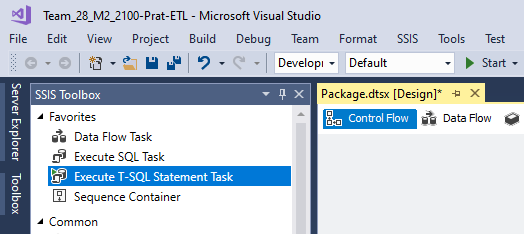 Team_28_M2_2100-Prat-ETL - Microsoft Visual Studio
File Edit View Project Build Debug Team Format SSIS Tools Test
Developr Default Start
Server Explorer
Toolbox
SSIS Toolbox
Favorites
Data Flow Task
Execute SQL Task
Execute T-SQL Statement Task
Sequence Container
Common
Package.dtsx [Design]*
Control Flow Data Flow